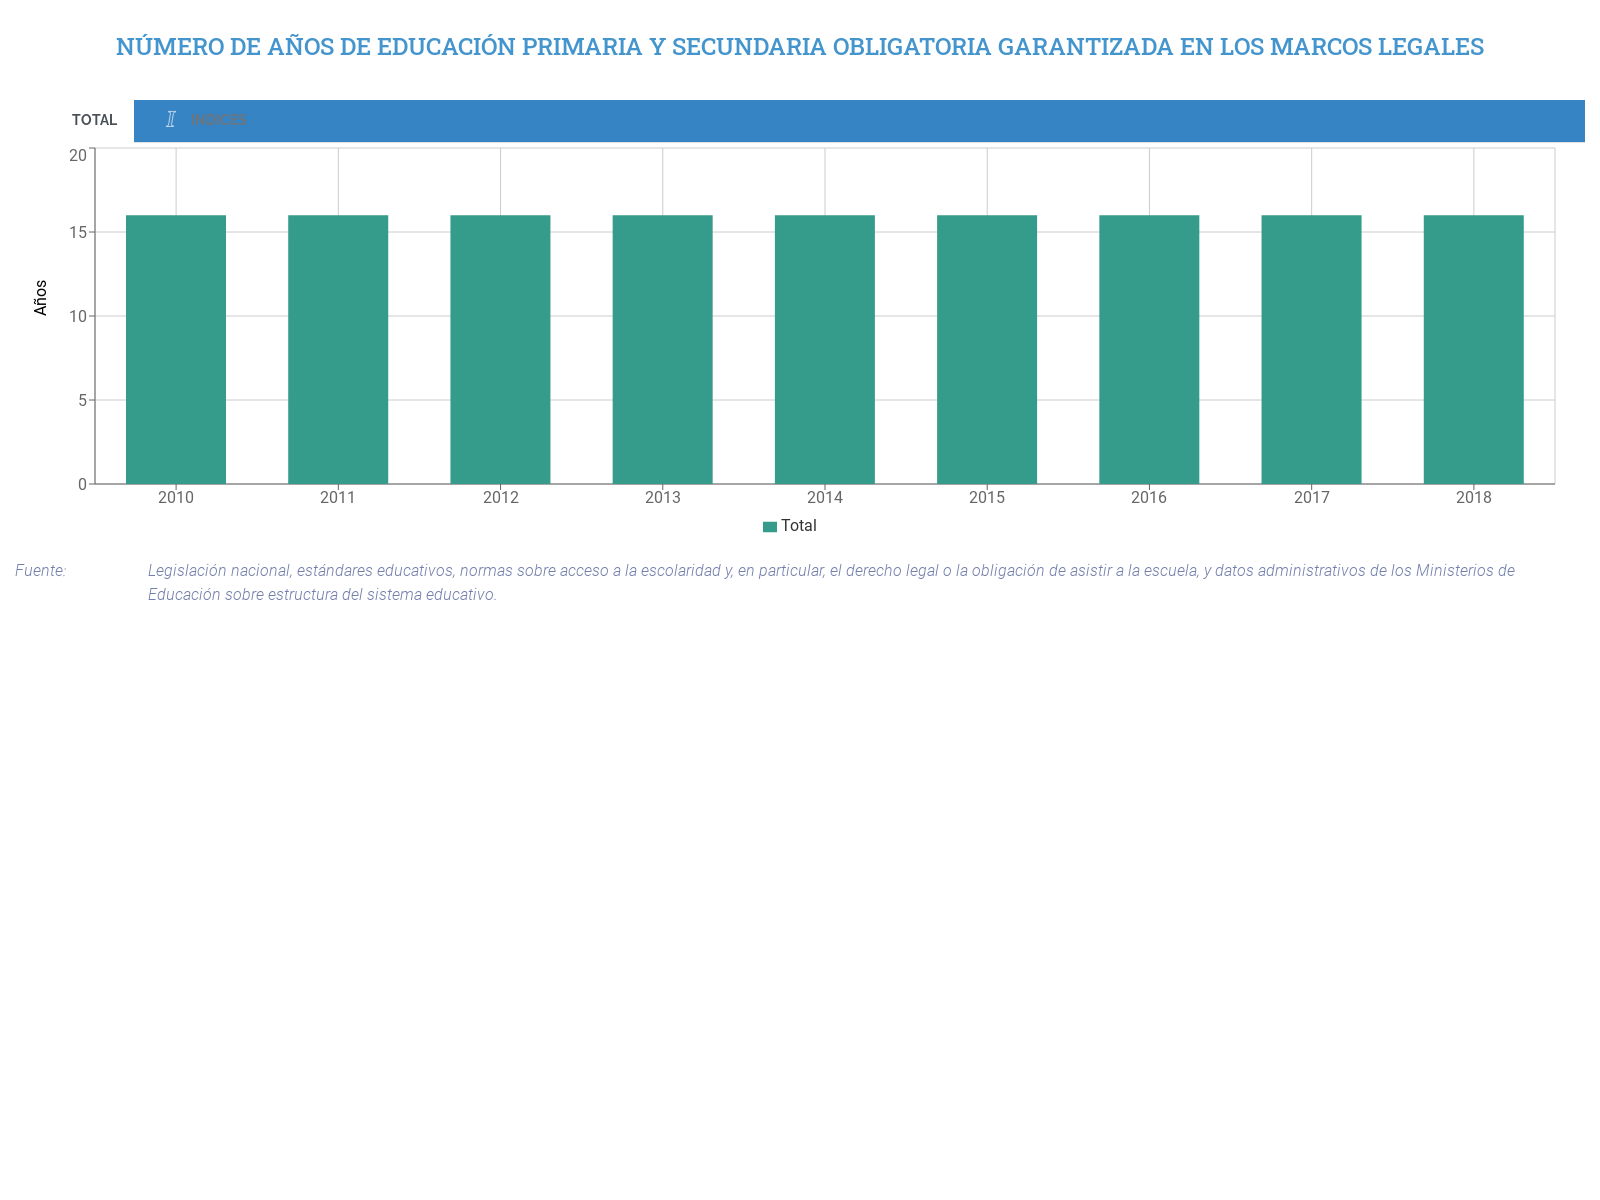 NÚMERO DE AÑOS DE EDUCACIÓN PRIMARIA Y SECUNDARIA OBLIGATORIA GARANTIZADA EN LOS MARCOS LEGALES
TOTAL
INDICES
20
15
10
5
0
Años
2010 2011 2012 2013 2014 2015 2016 2017 2018
Total
Fuente: Legislación nacional, estándares educativos, normas sobre acceso a la escolaridad y, en particular, el derecho legal o la obligación de asistir a la escuela, y datos administrativos de los Ministerios de
Educación sobre estructura del sistema educativo.